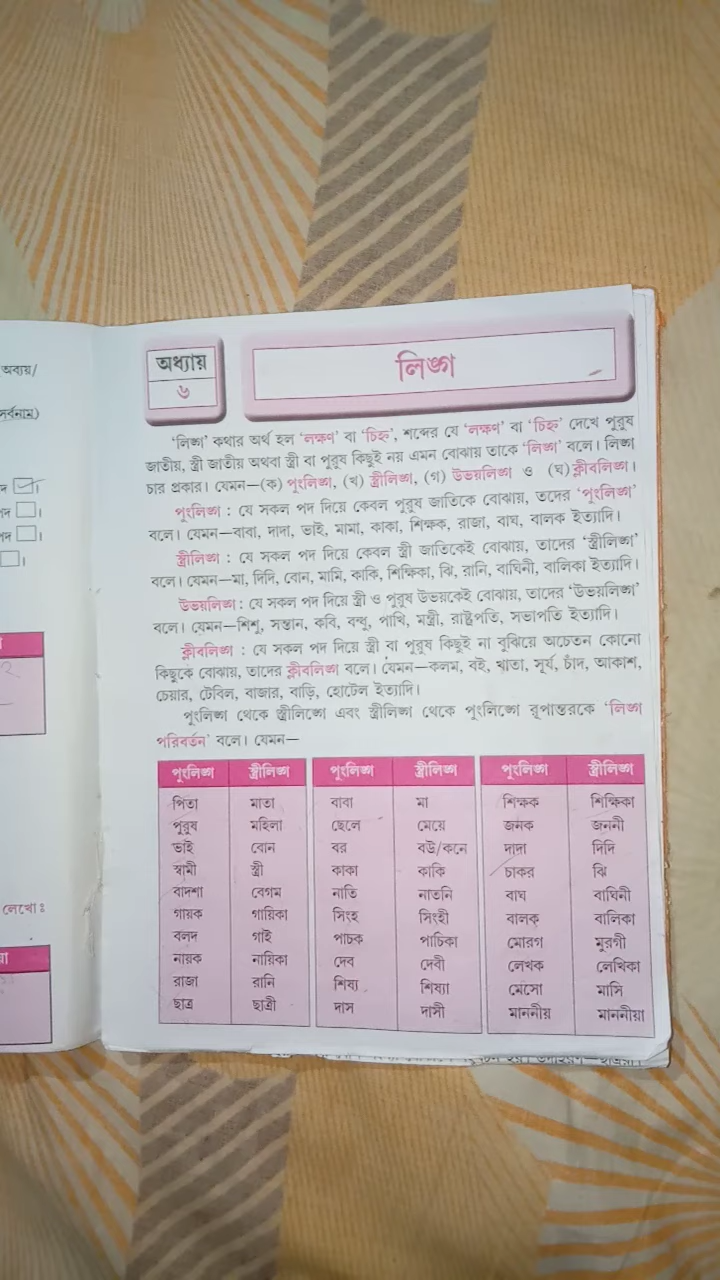 অব্যয়/
সর্বনাম)
লেখো ঃ
অধ্যায়
৬
লিঙ্গ
‘লিঙ্গ’ কথার অর্থ হল ‘লক্ষণ’ বা ‘চিহ্ন’, শব্দের যে ‘লক্ষণ’ বা ‘চিহ্ন’ দেখে পুরুষ
জাতীয়, স্ত্রী জাতীয় অথবা স্ত্রী বা পুরুষ কিছুই নয় এমন বোঝায় তাকে ‘লিঙ্গ’ বলে। লিঙ্গ
চার প্রকার। যেমন—(ক) পুংলিঙ্গ, (খ) স্ত্রীলিঙ্গ, (গ) উভয়লিঙ্গ ও (ঘ) ক্লীবলিঙ্গ।
পুংলিঙ্গ : যে সকল পদ দিয়ে কেবল পুরুষ জাতিকে বোঝায়, তদের ‘পুংলিঙ্গ’
বলে। যেমন—বাবা, দাদা, ভাই, মামা, কাকা, শিক্ষক, রাজা, বাঘ, বালক ইত্যাদি।
স্ত্রীলিঙ্গ : যে সকল পদ দিয়ে কেবল স্ত্রী জাতিকেই বোঝায়, তাদের ‘স্ত্রীলিঙ্গ’
বলে। যেমন—মা, দিদি, বোন, মামি, কাকি, শিক্ষিকা, ঝি, রানি, বাঘিনী, বালিকা ইত্যাদি।
উভয়লিঙ্গ : যে সকল পদ দিয়ে স্ত্রী ও পুরুষ উভয়কেই বোঝায়, তাদের ‘উভয়লিঙ্গ’
বলে। যেমন—শিশু, সন্তান, কবি, বন্ধু, পাখি, মন্ত্রী, রাষ্ট্রপতি, সভাপতি ইত্যাদি।
ক্লীবলিঙ্গ : যে সকল পদ দিয়ে স্ত্রী বা পুরুষ কিছুই না বুঝিয়ে অচেতন কোনো
কিছুকে বোঝায়, তাদের ক্লীবলিঙ্গ বলে। যেমন—কলম, বই, খাতা, সূর্য, চাঁদ, আকাশ,
চেয়ার, টেবিল, বাজার, বাড়ি, হোটেল ইত্যাদি।
পুংলিঙ্গ থেকে স্ত্রীলিঙ্গে এবং স্ত্রীলিঙ্গ থেকে পুংলিঙ্গে রূপান্তরকে ‘লিঙ্গ
পরিবর্তন’ বলে। যেমন—
পুংলিঙ্গ স্ত্রীলিঙ্গ পুংলিঙ্গ স্ত্রীলিঙ্গ পুংলিঙ্গ স্ত্রীলিঙ্গ
পিতা মাতা বাবা মা শিক্ষক শিক্ষিকা
পুরুষ মহিলা ছেলে মেয়ে জনক জননী
ভাই বোন বর বউ/কনে দাদা দিদি
স্বামী স্ত্রী কাকা কাকি চাকর ঝি
বাদশা বেগম নাতি নাতনি বাঘ বাঘিনী
গায়ক গায়িকা সিংহ সিংহী বালক বালিকা
বলদ গাই পাচক পাচিকা মোরগ মুরগী
নায়ক নায়িকা দেব দেবী লেখক লেখিকা
রাজা রানি শিষ্য শিষ্যা মেসো মাসি
ছাত্র ছাত্রী দাস দাসী মাননীয় মাননীয়া